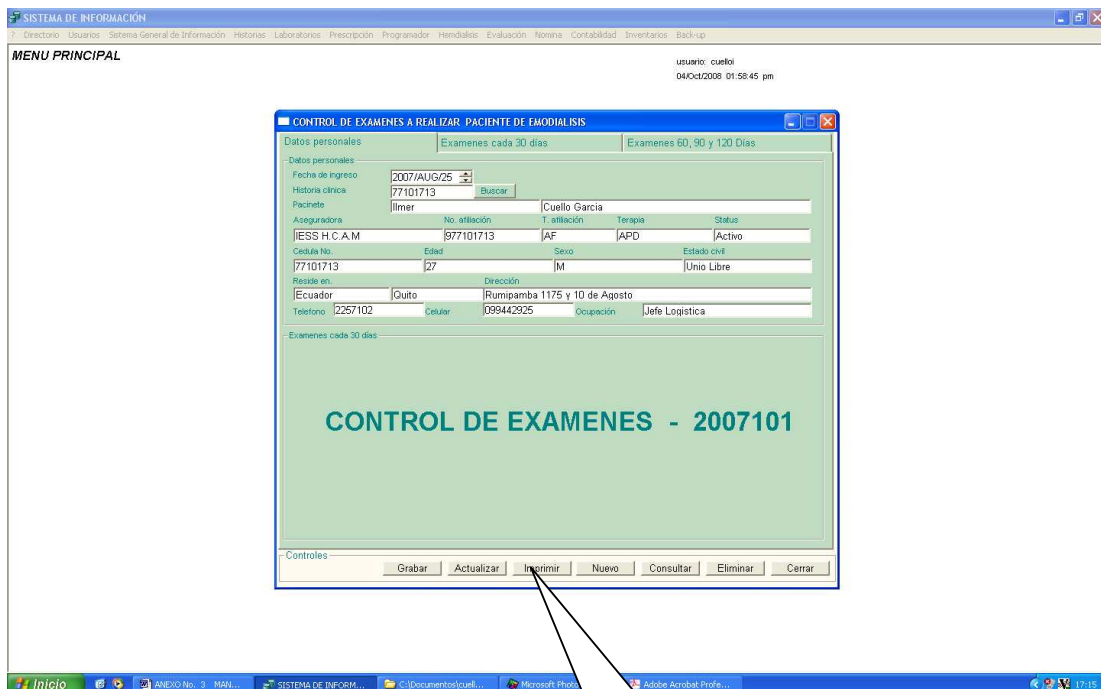 SISTEMA DE INFORMACIÓN
? Directorio Usuarios Sistema General de Información Historias Laboratorios Prescripción Programador Hemdialisis Evaluación Nomina Contabilidad Inventarios Back-up
MENU PRINCIPAL
usuario: cuelloi
04/Oct/2008 01:58:45 pm
CONTROL DE EXAMENES A REALIZAR PACIENTE DE EMODIALISIS
Datos personales Examenes cada 30 días Examenes 60, 90 y 120 Días
Datos personales
Fecha de ingreso 2007/AUG/25
Historia clinica 77101713 Buscar
Pacinete Ilmer Cuello Garcia
Aseguradora No. afiliación T. afiliación Terapia Status
IESS H.C.A.M 977101713 AF APD Activo
Cedula No. Edad Sexo Estado civil
77101713 27 M Unio Libre
Reside en. Dirección
Ecuador Quito Rumipamba 1175 y 10 de Agosto
Telefono 2257102 Celular 099442925 Ocupación Jefe Logistica
Examenes cada 30 días
CONTROL DE EXAMENES - 2007101
Controles
Grabar Actualizar Imprimir Nuevo Consultar Eliminar Cerrar
Inicio ANEXO No. 3 MAN... SISTEMA DE INFORM... C:\Documentos\cuell... Microsoft Photo Adobe Acrobat Profe... 17:15